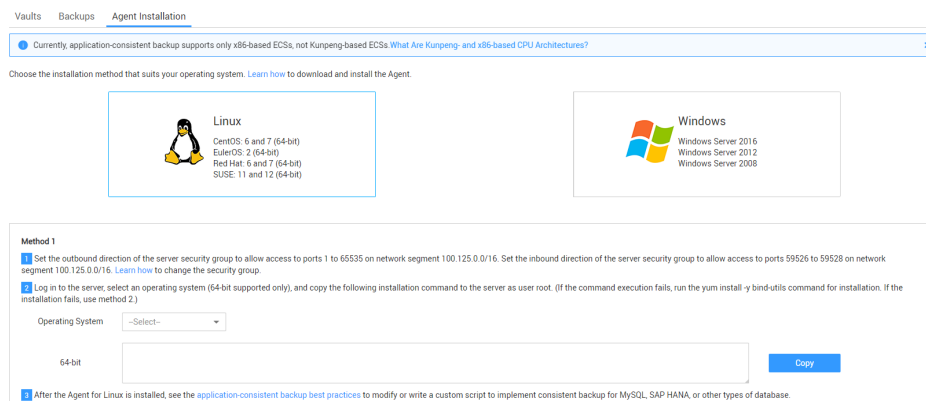 Vaults Backups Agent Installation
Currently, application-consistent backup supports only x86-based ECSs, not Kunpeng-based ECSs.What Are Kunpeng- and x86-based CPU Architectures?
Choose the installation method that suits your operating system. Learn how to download and install the Agent.
Linux
CentOS: 6 and 7 (64-bit)
EulerOS: 2 (64-bit)
Red Hat: 6 and 7 (64-bit)
SUSE: 11 and 12 (64-bit)
Windows
Windows Server 2016
Windows Server 2012
Windows Server 2008
Method 1
1 Set the outbound direction of the server security group to allow access to ports 1 to 65535 on network segment 100.125.0.0/16. Set the inbound direction of the server security group to allow access to ports 59526 to 59528 on network
segment 100.125.0.0/16. Learn how to change the security group.
2 Log in to the server, select an operating system (64-bit supported only), and copy the following installation command to the server as user root. (If the command execution fails, run the yum install -y bind-utils command for installation. If the
installation fails, use method 2.)
Operating System --Select--
64-bit
Copy
3 After the Agent for Linux is installed, see the application-consistent backup best practices to modify or write a custom script to implement consistent backup for MySQL, SAP HANA, or other types of database.